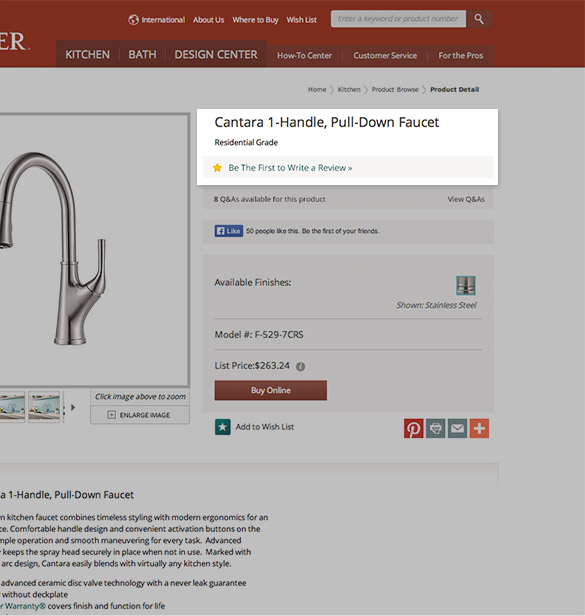 International About Us Where to Buy Wish List
Enter a keyword or product number
ER™
KITCHEN BATH DESIGN CENTER How-To Center Customer Service For the Pros
Home Kitchen Product Browse Product Detail
Cantara 1-Handle, Pull-Down Faucet
Residential Grade
Be The First to Write a Review »
8 Q&As available for this product View Q&As
Like 50 people like this. Be the first of your friends.
Available Finishes:
Shown: Stainless Steel
Model #: F-529-7CRS
List Price:$263.24 i
Buy Online
Click image above to zoom
ENLARGE IMAGE
Add to Wish List
a 1-Handle, Pull-Down Faucet
n kitchen faucet combines timeless styling with modern ergonomics for an
ce. Comfortable handle design and convenient activation buttons on the
mple operation and smooth maneuvering for every task. Advanced
y keeps the spray head securely in place when not in use. Marked with
arc design, Cantara easily blends with virtually any kitchen style.
advanced ceramic disc valve technology with a never leak guarantee
r without deckplate
er Warranty® covers finish and function for life